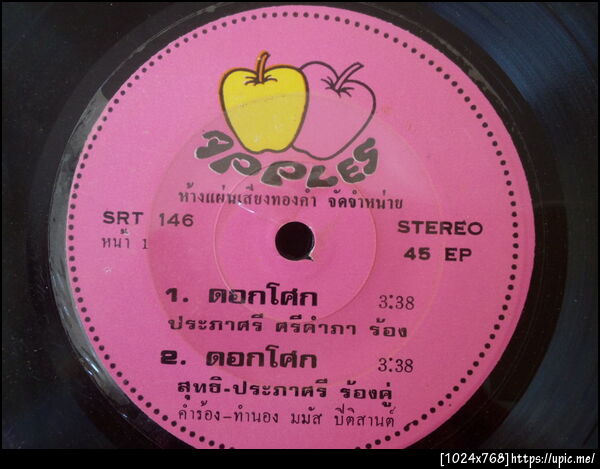 APPLES
ห้างแผ่นเสียงทองคำ จัดจำหน่าย
SRT 146
STEREO
หน้า 1
45 EP
1. ดอกโศก 3:38
ประภาศรี ศรีคำภา ร้อง
2. ดอกโศก 3:38
สุทธิ-ประภาศรี ร้องคู่
คำร้อง-ทำนอง มมัส ปิติสานต์
[1024x768]https://upic.me/